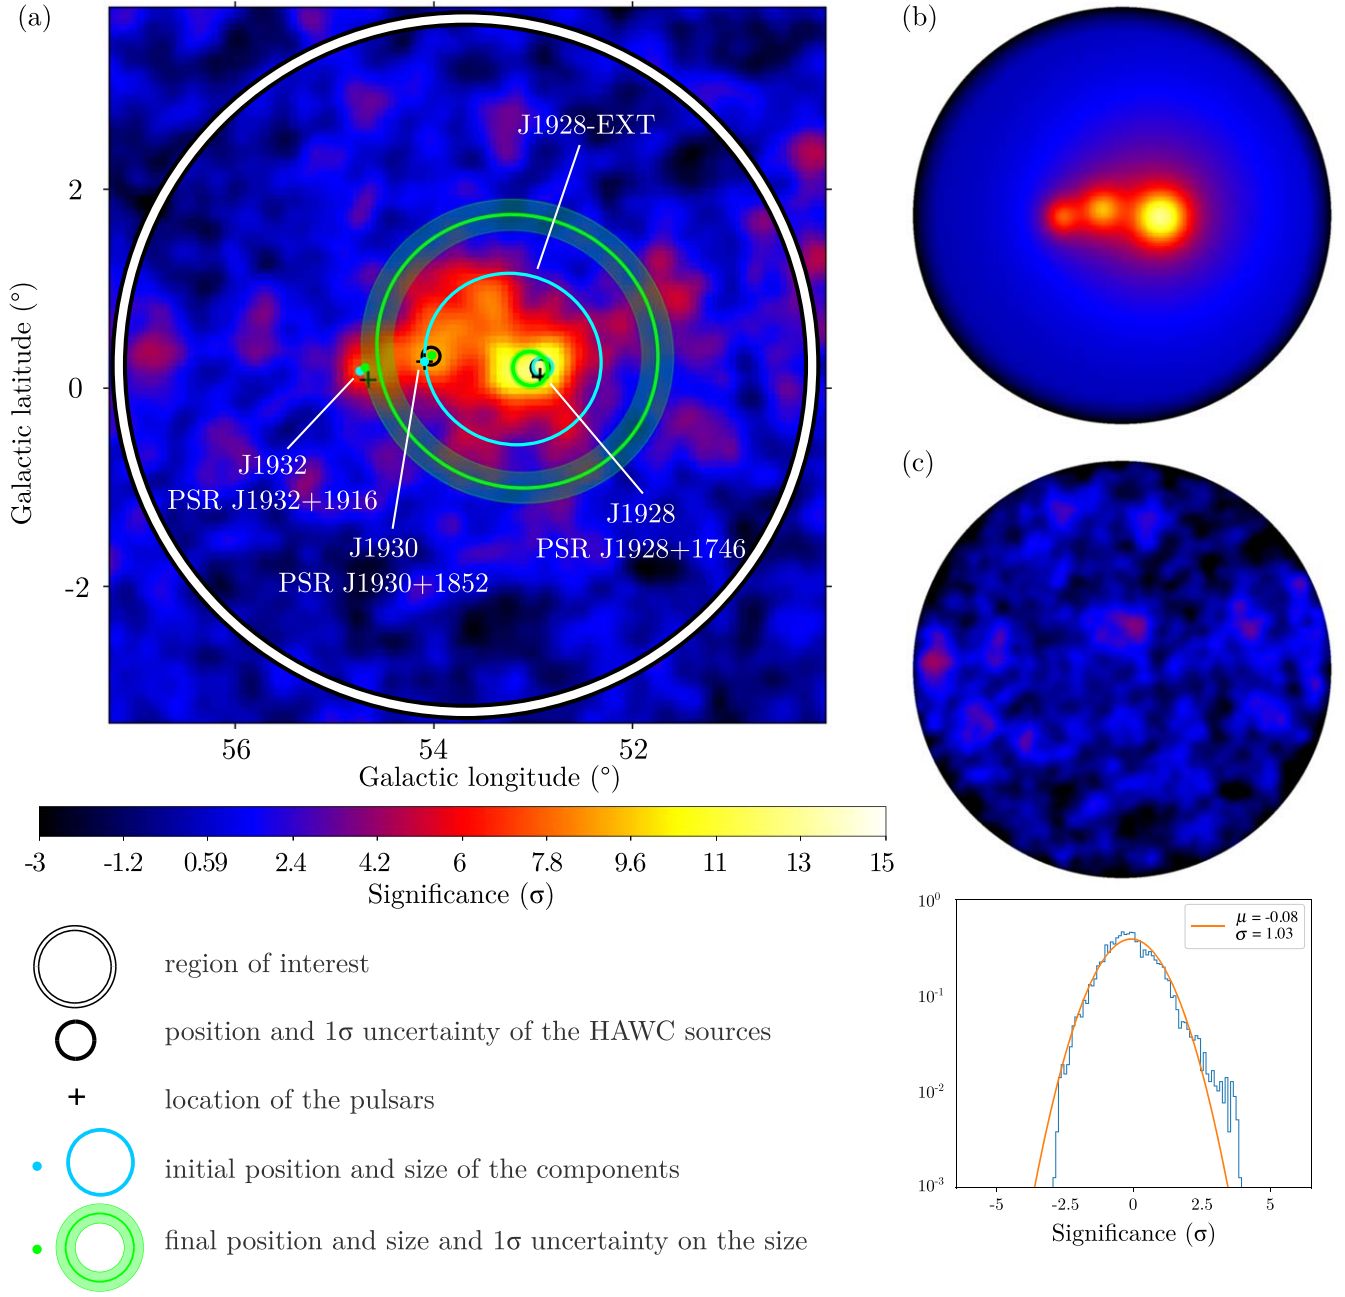 (a)
J1928-EXT
J1932
PSR J1932+1916
J1930
PSR J1930+1852
J1928
PSR J1928+1746
2
0
-2
Galactic latitude (°)
56
54
52
Galactic longitude (°)
-3
-1.2
0.59
2.4
4.2
6
7.8
9.6
11
13
15
Significance (σ)
region of interest
position and 1σ uncertainty of the HAWC sources
location of the pulsars
initial position and size of the components
final position and size and 1σ uncertainty on the size
(b)
(c)
10⁰
10⁻¹
10⁻²
10⁻³
μ = -0.08
σ = 1.03
-5
-2.5
0
2.5
5
Significance (σ)